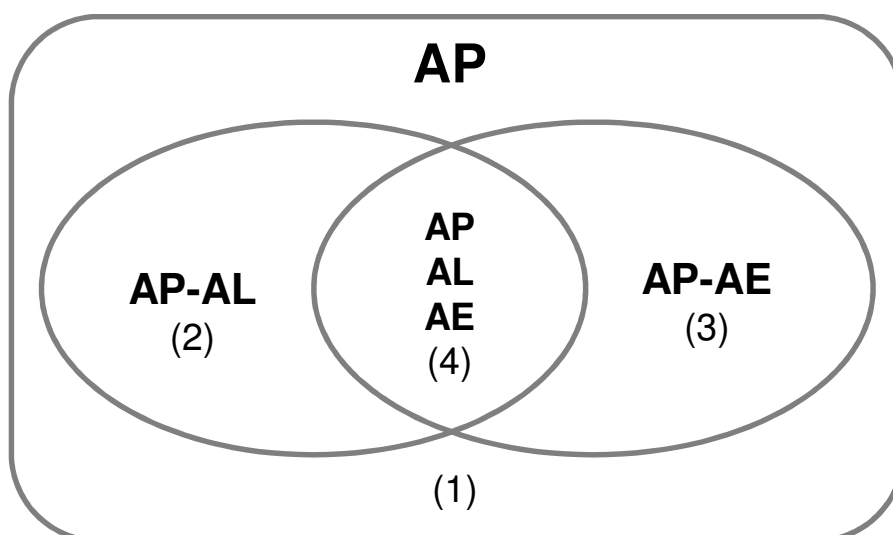 AP
AP-AL
(2)
AP
AL
AE
(4)
AP-AE
(3)
(1)